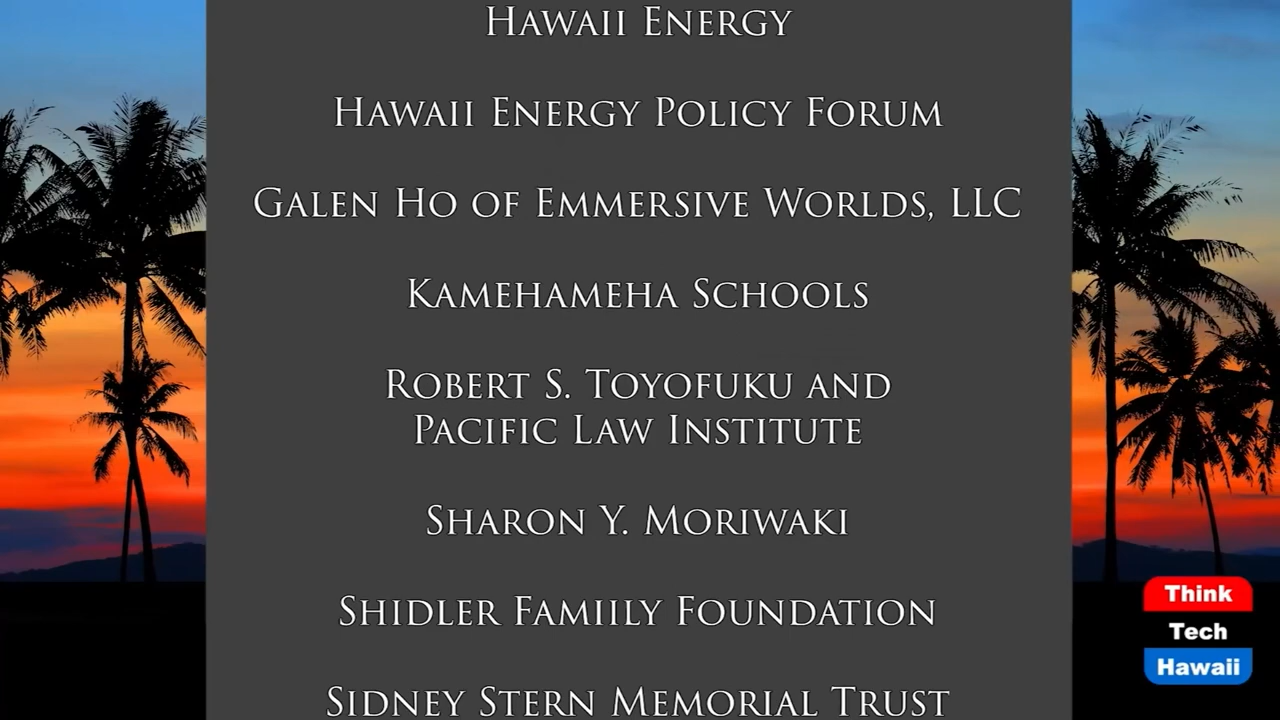 Hawaii Energy
Hawaii Energy Policy Forum
Galen Ho of Emmersive Worlds, LLC
Kamehameha Schools
Robert S. Toyofuku and
Pacific Law Institute
Sharon Y. Moriwaki
Shidler Famiily Foundation
Sidney Stern Memorial Trust
Think
Tech
Hawaii